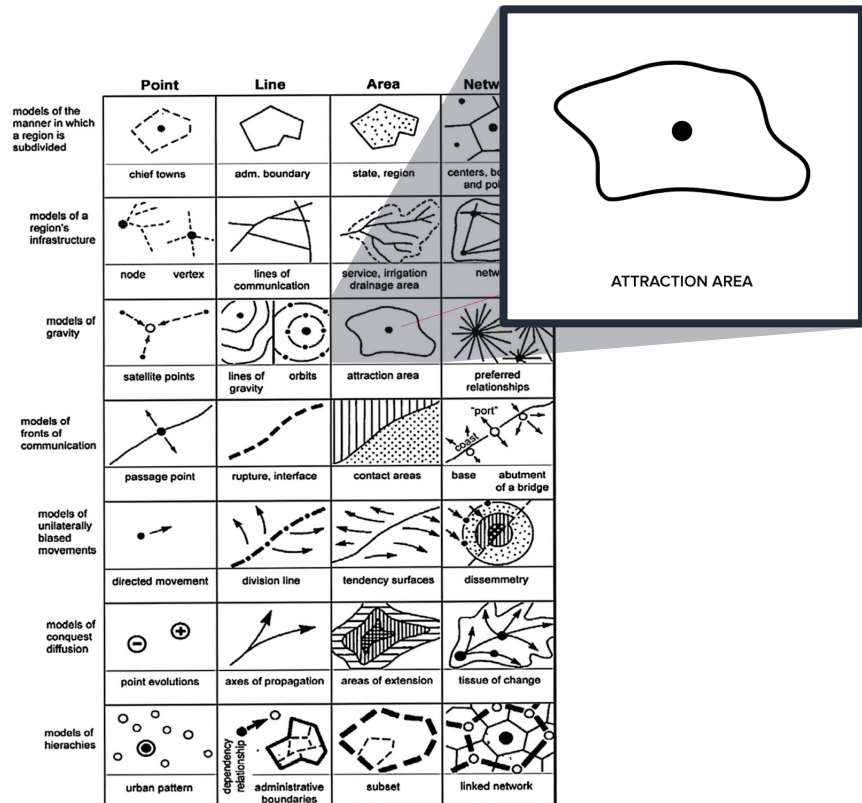 Point Line Area Netw
models of the
manner in which
a region is
subdivided
chief towns adm. boundary state, region centers, bo
and pol
models of a
region's
infrastructure
node vertex lines of service, irrigation netw
communication drainage area
models of
gravity
satellite points lines of orbits attraction area preferred
gravity relationships
models of
fronts of
communication
"port"
coast
passage point rupture, interface contact areas base abutment
of a bridge
models of
unilaterally
biased
movements
directed movement division line tendency surfaces dissemmetry
models of
conquest
diffusion
point evolutions axes of propagation areas of extension tissue of change
models of
hierachies
dependency
relationship
urban pattern administrative subset linked network
boundaries
ATTRACTION AREA